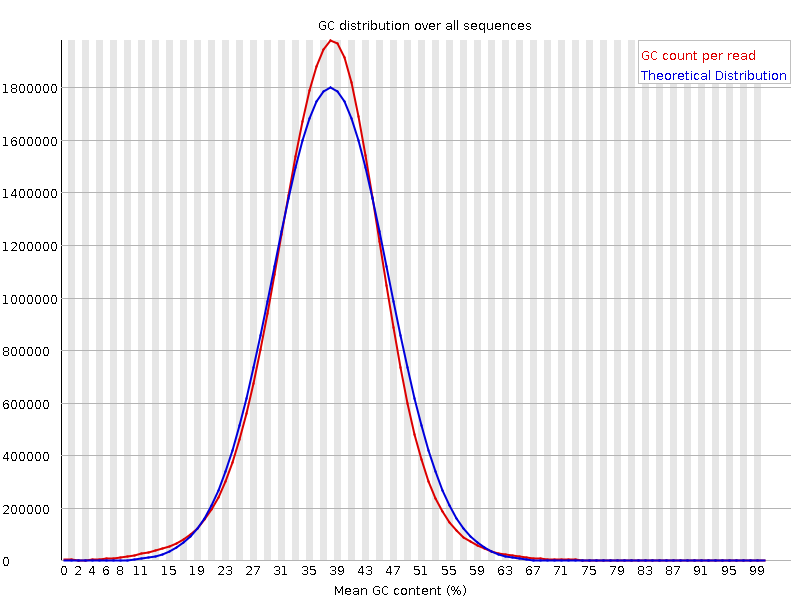 GC distribution over all sequences
GC count per read
Theoretical Distribution
1800000
1600000
1400000
1200000
1000000
800000
600000
400000
200000
0
0 2 4 6 8 11 15 19 23 27 31 35 39 43 47 51 55 59 63 67 71 75 79 83 87 91 95 99
Mean GC content (%)